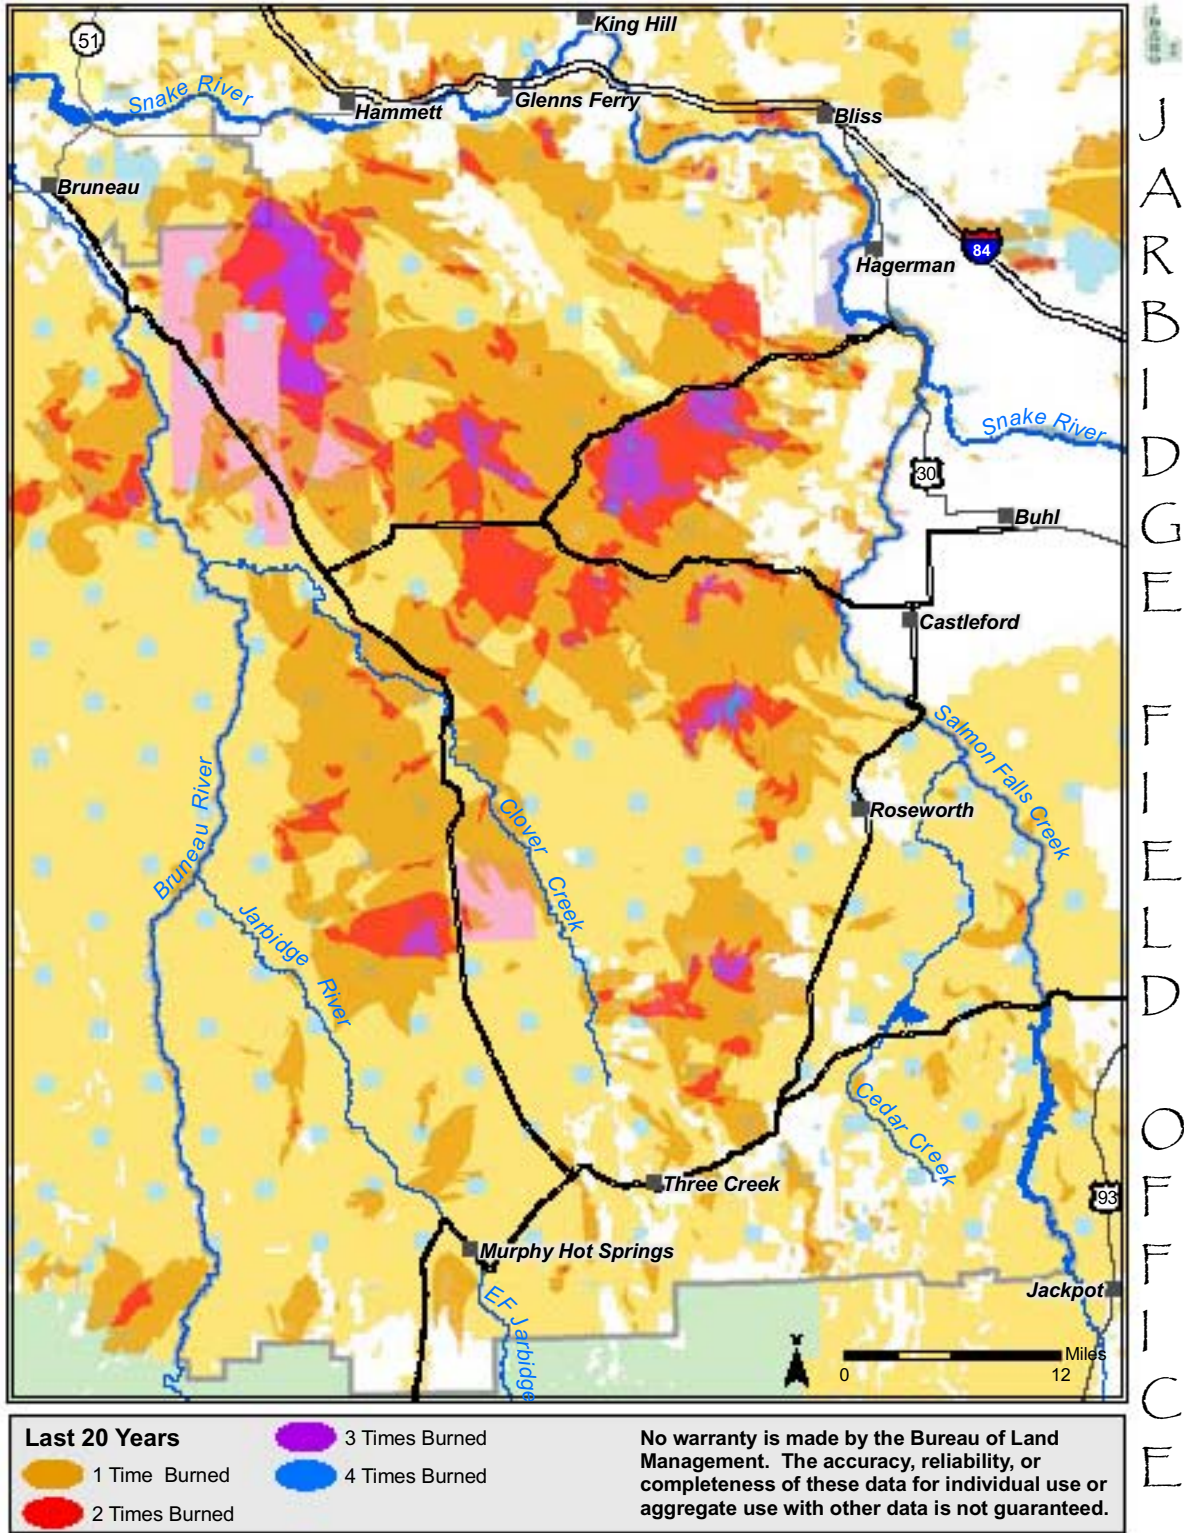 51
King Hill
Snake River
Hammett
Glenns Ferry
Bliss
Bruneau
84
Hagerman
Snake River
30
Buhl
Castleford
Salmon Falls Creek
Bruneau River
Clover Creek
Roseworth
Jarbidge River
Cedar Creek
Three Creek
93
Murphy Hot Springs
EF Jarbidge
Jackpot
Miles
0 12
JARBIDGE FIELD OFFICE
Last 20 Years
1 Time Burned
2 Times Burned
3 Times Burned
4 Times Burned
No warranty is made by the Bureau of Land
Management. The accuracy, reliability, or
completeness of these data for individual use or
aggregate use with other data is not guaranteed.